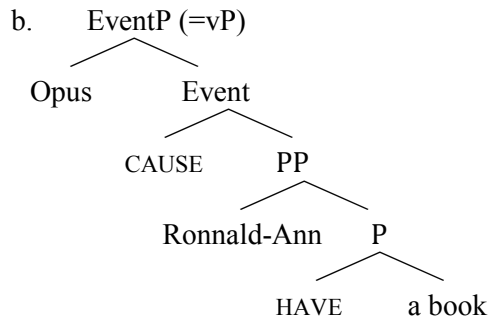 b. EventP (=vP)
Opus Event
CAUSE PP
Ronnald-Ann P
HAVE a book